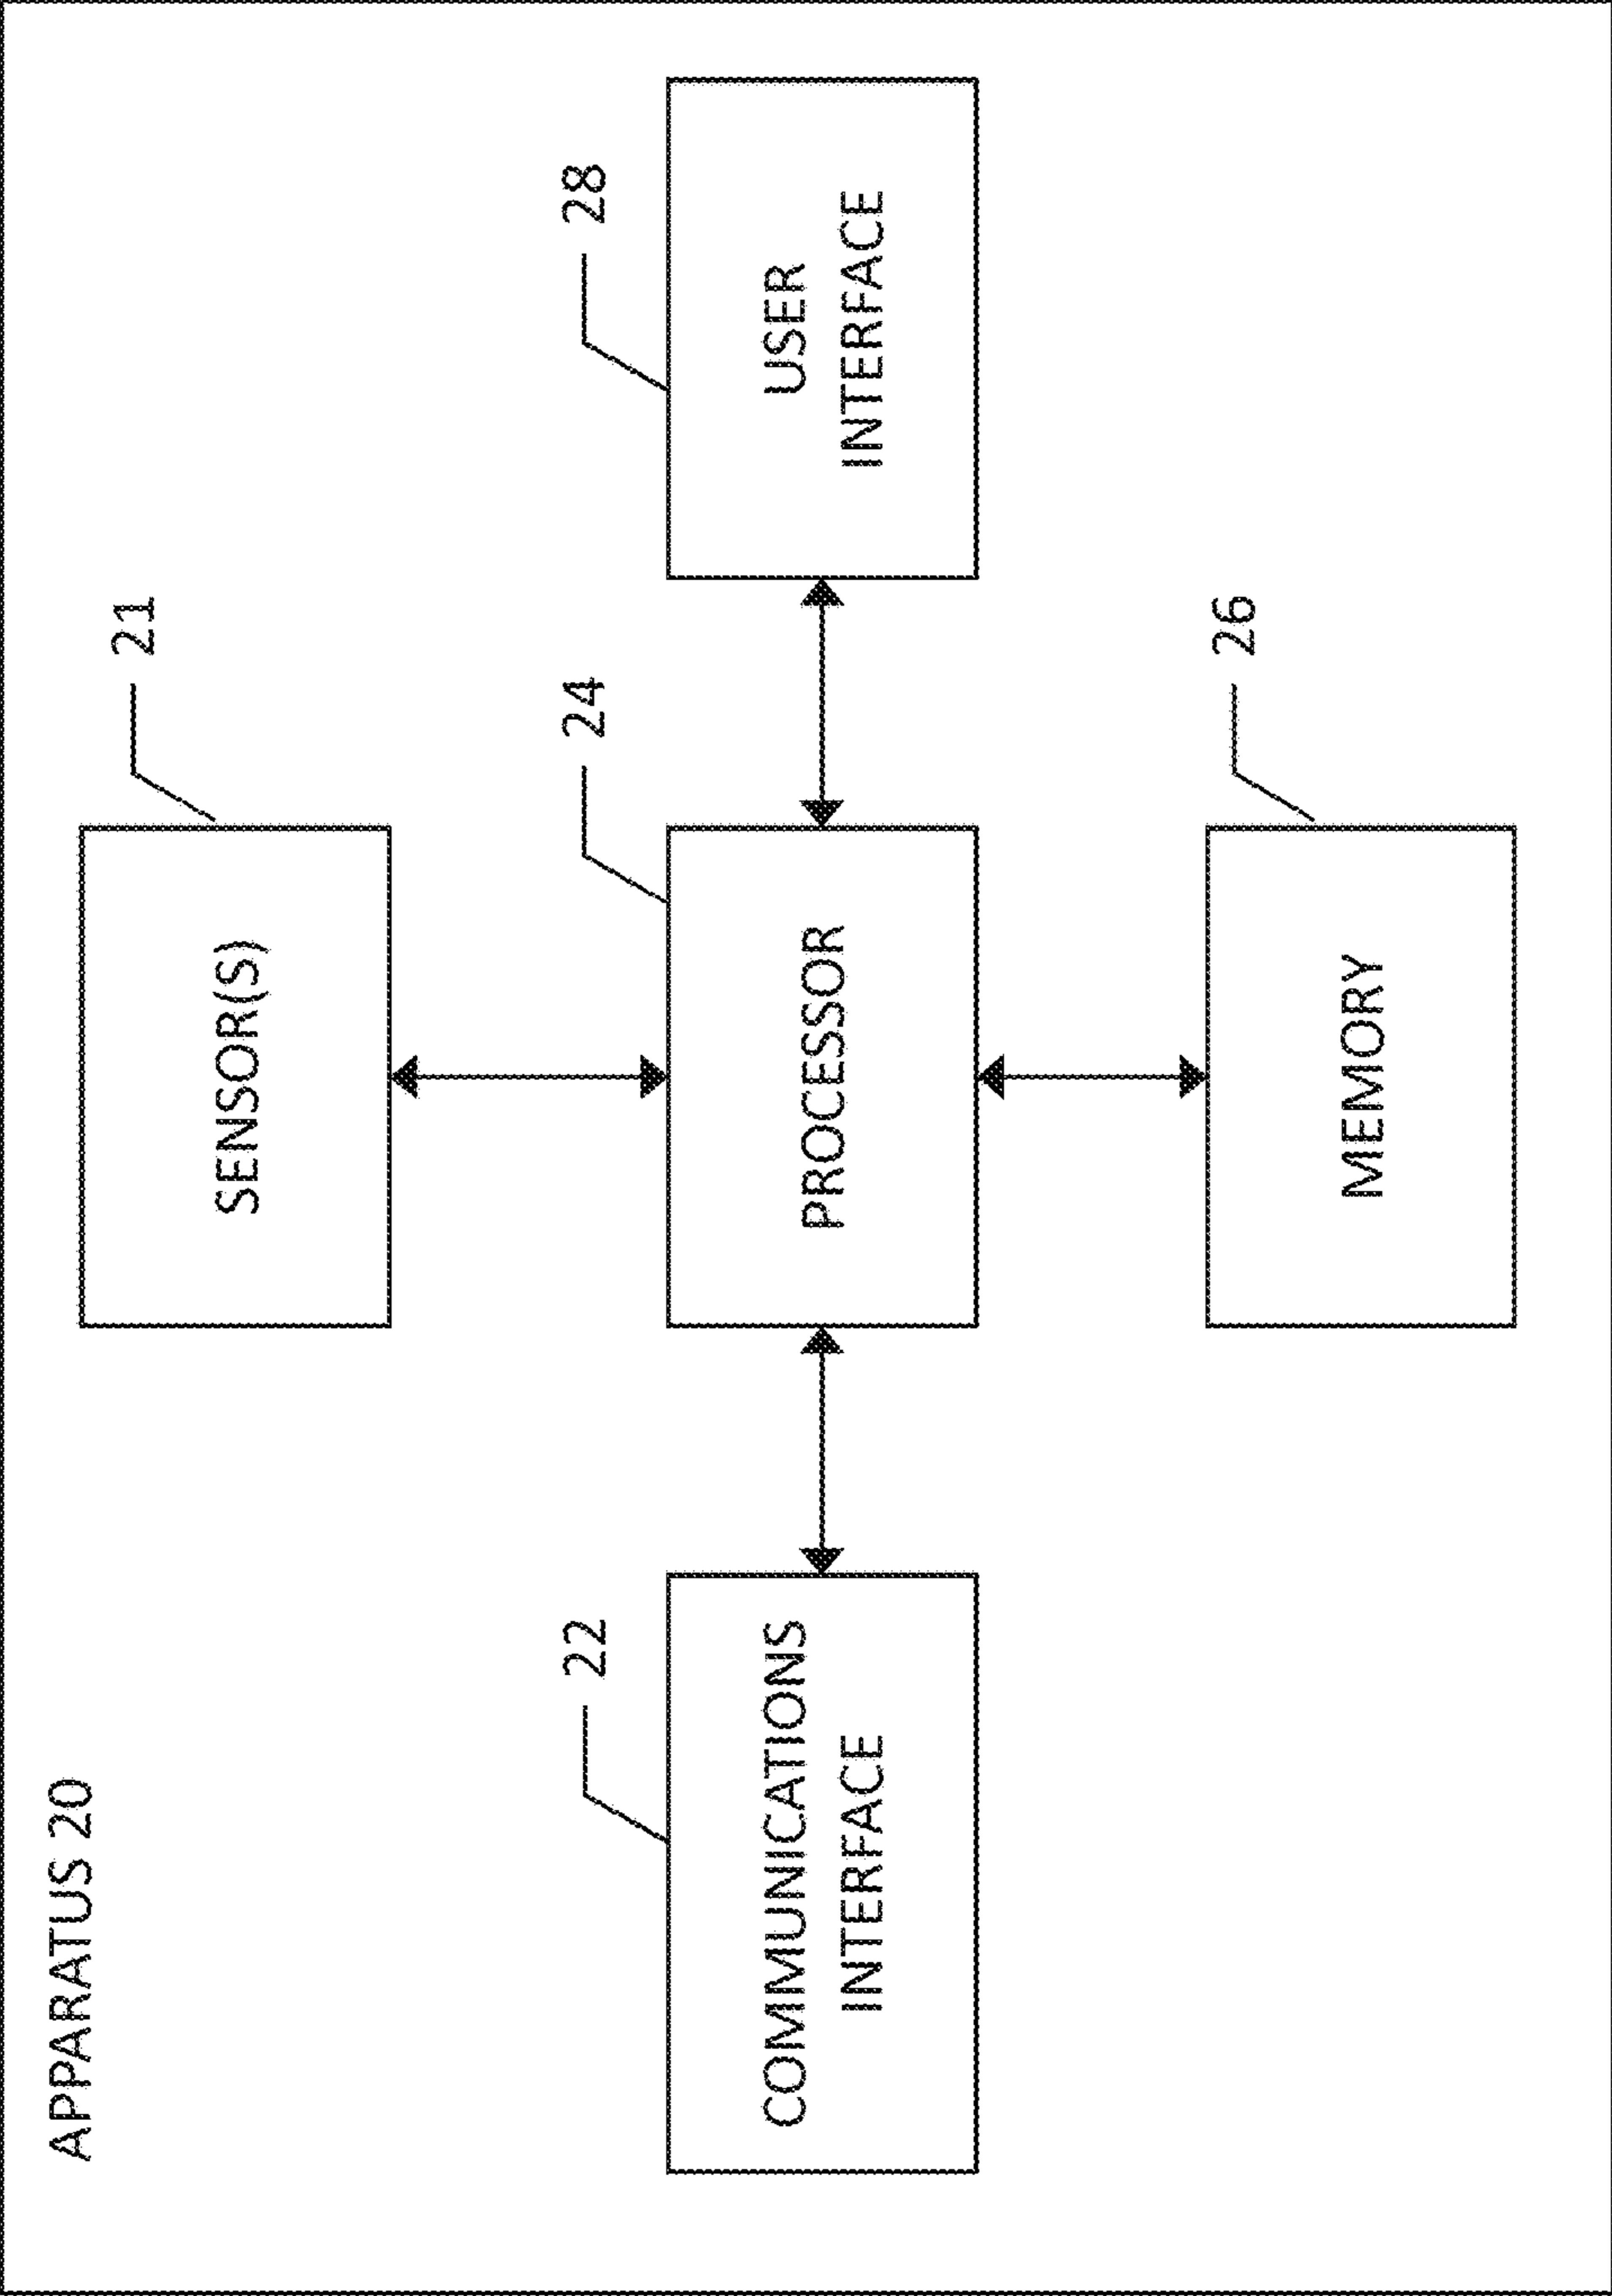 APPARATUS 20
21
SENSOR(S)
22
24
28
COMMUNICATIONS
INTERFACE
PROCESSOR
USER
INTERFACE
26
MEMORY